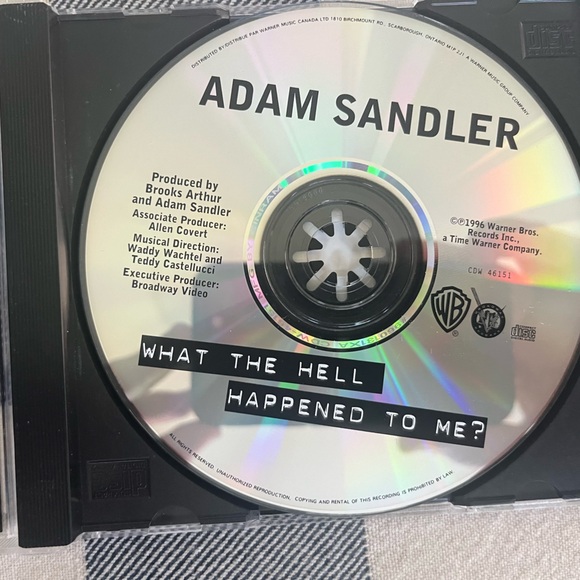 DISTRIBUTED BY/DISTRIBUÉ PAR WARNER MUSIC CANADA LTD 1810 BIRCHMOUNT RD., SCARBOROUGH, ONTARIO M1P 2J1 A WARNER MUSIC GROUP COMPANY
ADAM SANDLER
Produced by
Brooks Arthur
and Adam Sandler
Associate Producer:
Allen Covert
Musical Direction:
Waddy Wachtel and
Teddy Castellucci
Executive Producer:
Broadway Video
©℗1996 Warner Bros.
Records Inc.,
a Time Warner Company.
CDW 46151
WB
disc
WHAT THE HELL
HAPPENED TO ME?
ALL RIGHTS RESERVED. UNAUTHORIZED REPRODUCTION, COPYING AND RENTAL OF THIS RECORDING IS PROHIBITED BY LAW.